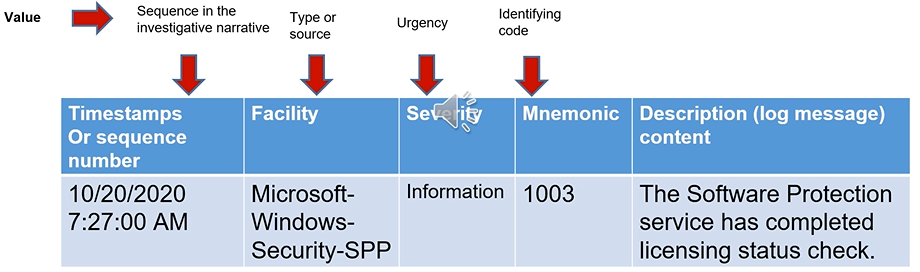 Value
Sequence in the
investigative narrative
Type or
source
Urgency
Identifying
code
Timestamps
Or sequence
number
Facility
Severity
Mnemonic
Description (log message)
content
10/20/2020
7:27:00 AM
Microsoft-
Windows-
Security-SPP
Information
1003
The Software Protection
service has completed
licensing status check.